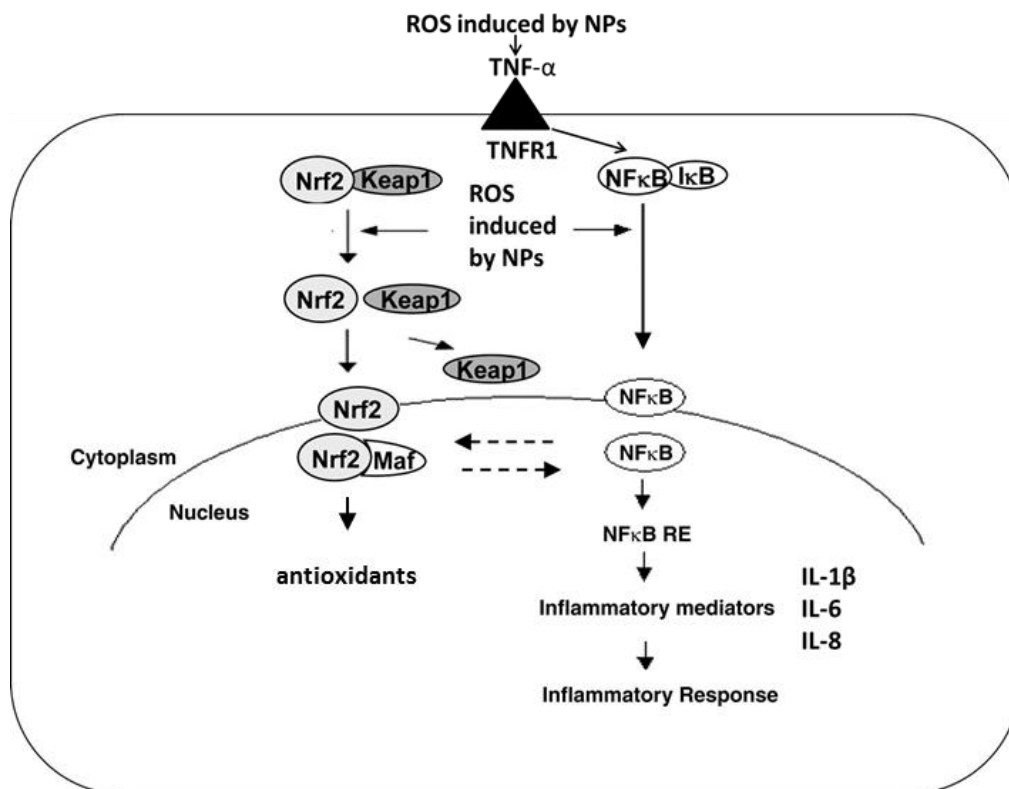 ROS induced by NPs
TNF-α
TNFR1
Nrf2 Keap1
NFκB IκB
ROS
induced
by NPs
Nrf2 Keap1
Keap1
Nrf2
NFκB
Nrf2 Maf
NFκB
Cytoplasm
Nucleus
NFκB RE
antioxidants
Inflammatory mediators
IL-1β
IL-6
IL-8
Inflammatory Response